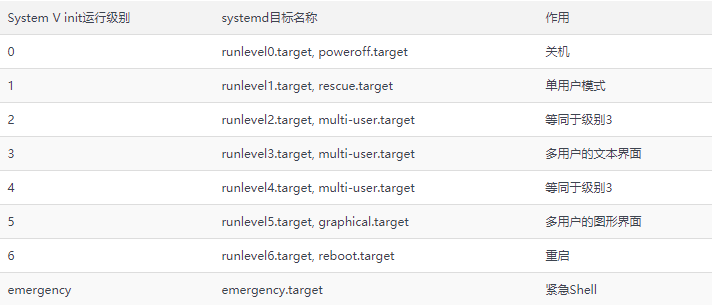 System V init运行级别 systemd目标名称 作用
0 runlevel0.target, poweroff.target 关机
1 runlevel1.target, rescue.target 单用户模式
2 runlevel2.target, multi-user.target 等同于级别3
3 runlevel3.target, multi-user.target 多用户的文本界面
4 runlevel4.target, multi-user.target 等同于级别3
5 runlevel5.target, graphical.target 多用户的图形界面
6 runlevel6.target, reboot.target 重启
emergency emergency.target 紧急Shell